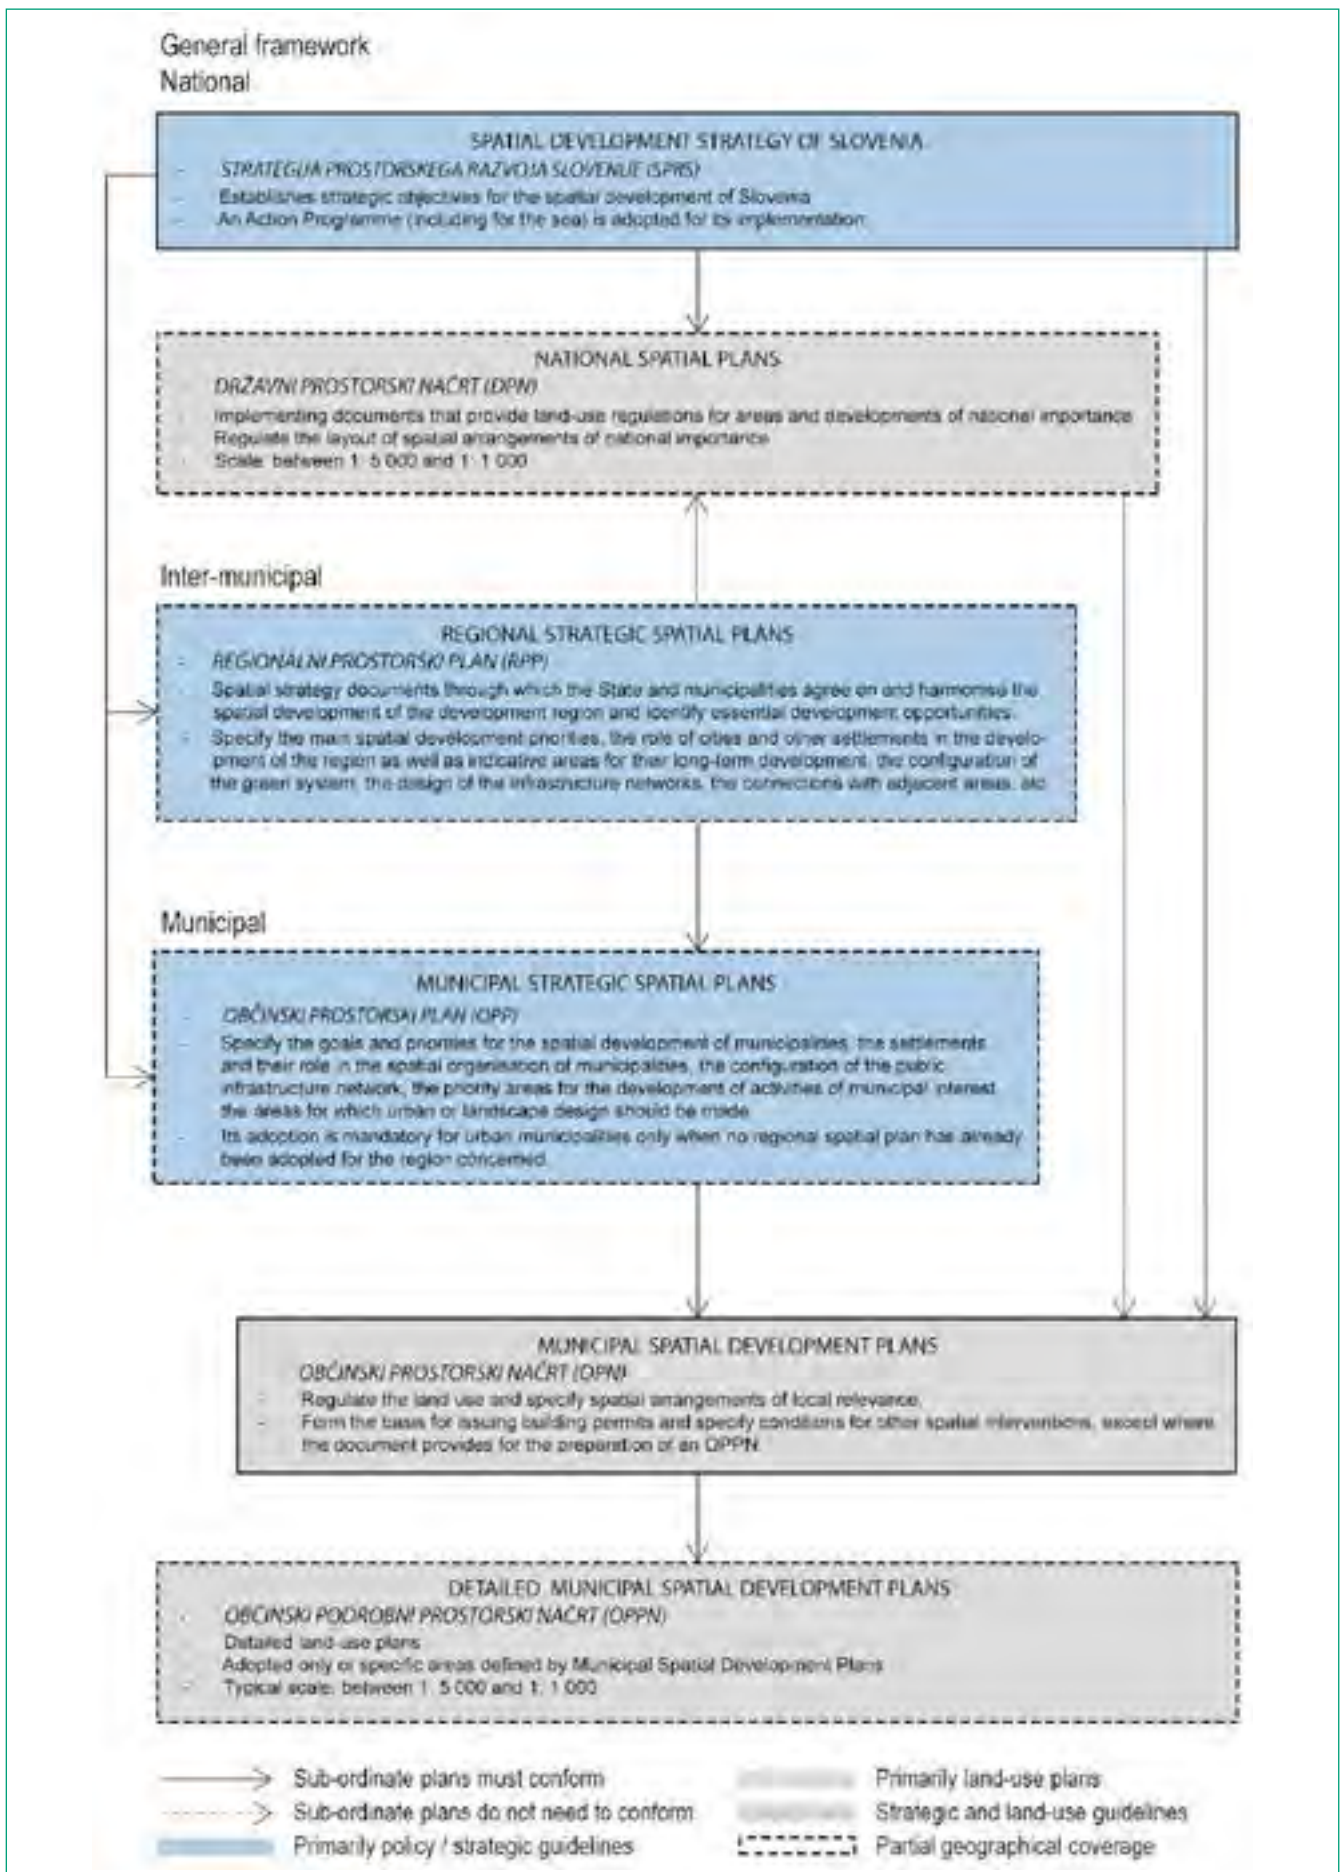 General framework
National
SPATIAL DEVELOPMENT STRATEGY OF SLOVENIA
- STRATEGIJA PROSTORSKEGA RAZVOJA SLOVENIJE (SPRS)
- Establishes strategic objectives for the spatial development of Slovenia
- An Action Programme (including for the sea) is adopted for its implementation
NATIONAL SPATIAL PLANS
- DRŽAVNI PROSTORSKI NAČRT (DPN)
- Implementing documents that provide land-use regulations for areas and developments of national importance
- Regulate the layout of spatial arrangements of national importance
- Scale: between 1: 5 000 and 1: 1 000
Inter-municipal
REGIONAL STRATEGIC SPATIAL PLANS
- REGIONALNI PROSTORSKI PLAN (RPP)
- Spatial strategy documents through which the State and municipalities agree on and harmonise the
spatial development of the development region and identify essential development opportunities.
- Specify the main spatial development priorities, the role of cities and other settlements in the develo-
pment of the region as well as indicative areas for their long-term development, the configuration of
the green system, the design of the infrastructure networks, the connections with adjacent areas, etc
Municipal
MUNICIPAL STRATEGIC SPATIAL PLANS
- OBČINSKI PROSTORSKI PLAN (OPP)
- Specify the goals and priorities for the spatial development of municipalities, the settlements
and their role in the spatial organisation of municipalities, the configuration of the public
infrastructure network, the priority areas for the development of activities of municipal interest
the areas for which urban or landscape design should be made
- Its adoption is mandatory for urban municipalities only when no regional spatial plan has already
been adopted for the region concerned.
MUNICIPAL SPATIAL DEVELOPMENT PLANS
OBČINSKI PROSTORSKI NAČRT (OPN)
- Regulate the land use and specify spatial arrangements of local relevance.
- Form the basis for issuing building permits and specify conditions for other spatial interventions, except where
the document provides for the preparation of an OPPN
DETAILED MUNICIPAL SPATIAL DEVELOPMENT PLANS
- OBČINSKI PODROBNI PROSTORSKI NAČRT (OPPN)
- Detailed land-use plans
- Adopted only or specific areas defined by Municipal Spatial Development Plans
- Typical scale: between 1: 5 000 and 1: 1 000
Sub-ordinate plans must conform
Sub-ordinate plans do not need to conform
Primarily policy / strategic guidelines
Primarily land-use plans
Strategic and land-use guidelines
Partial geographical coverage